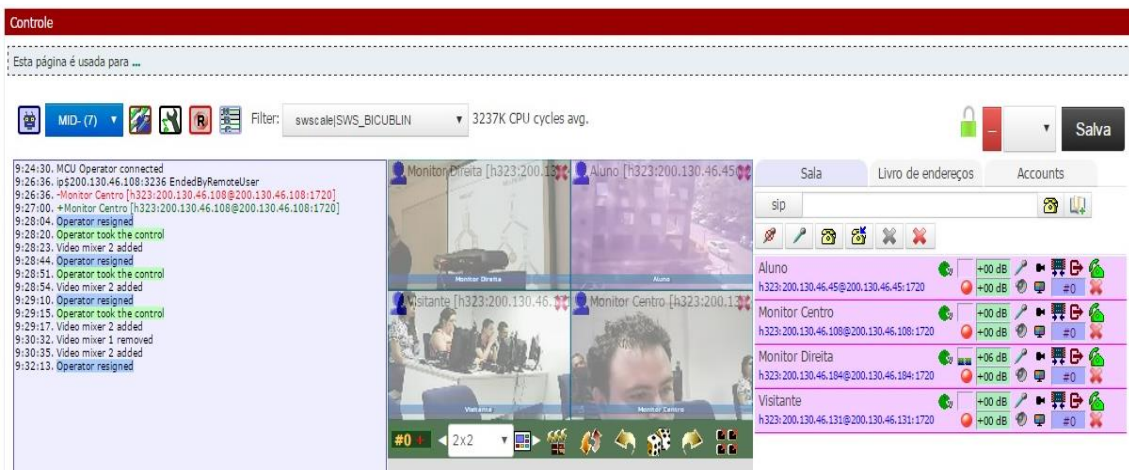 Controle
Esta página é usada para ...
MID- (7)
R
Filter:
swscale|SWS_BICUBLIN
3237K CPU cycles avg.
–
Salva
9:24:30. MCU Operator connected
9:26:36. ip$200.130.46.108:3236 EndedByRemoteUser
9:26:36. -Monitor Centro [h323:200.130.46.108@200.130.46.108:1720]
9:27:00. +Monitor Centro [h323:200.130.46.108@200.130.46.108:1720]
9:28:04. Operator resigned
9:28:20. Operator took the control
9:28:23. Video mixer 2 added
9:28:44. Operator resigned
9:28:51. Operator took the control
9:28:54. Video mixer 2 added
9:29:10. Operator resigned
9:29:15. Operator took the control
9:29:17. Video mixer 2 added
9:30:32. Video mixer 1 removed
9:30:35. Video mixer 2 added
9:32:13. Operator resigned
Monitor Direita [h323:200.13
Aluno [h323:200.130.46.45
Monitor Direita
Aluno
Visitante [h323:200.130.46.
Monitor Centro [h323:200.13
Visitante
Monitor Centro
#0 +
2x2
Sala
Livro de endereços
Accounts
sip
Aluno
+00 dB
h323:200.130.46.45@200.130.46.45:1720
+00 dB
#0
Monitor Centro
+00 dB
h323:200.130.46.108@200.130.46.108:1720
+00 dB
#0
Monitor Direita
+06 dB
h323:200.130.46.184@200.130.46.184:1720
+00 dB
#0
Visitante
+00 dB
h323:200.130.46.131@200.130.46.131:1720
+00 dB
#0